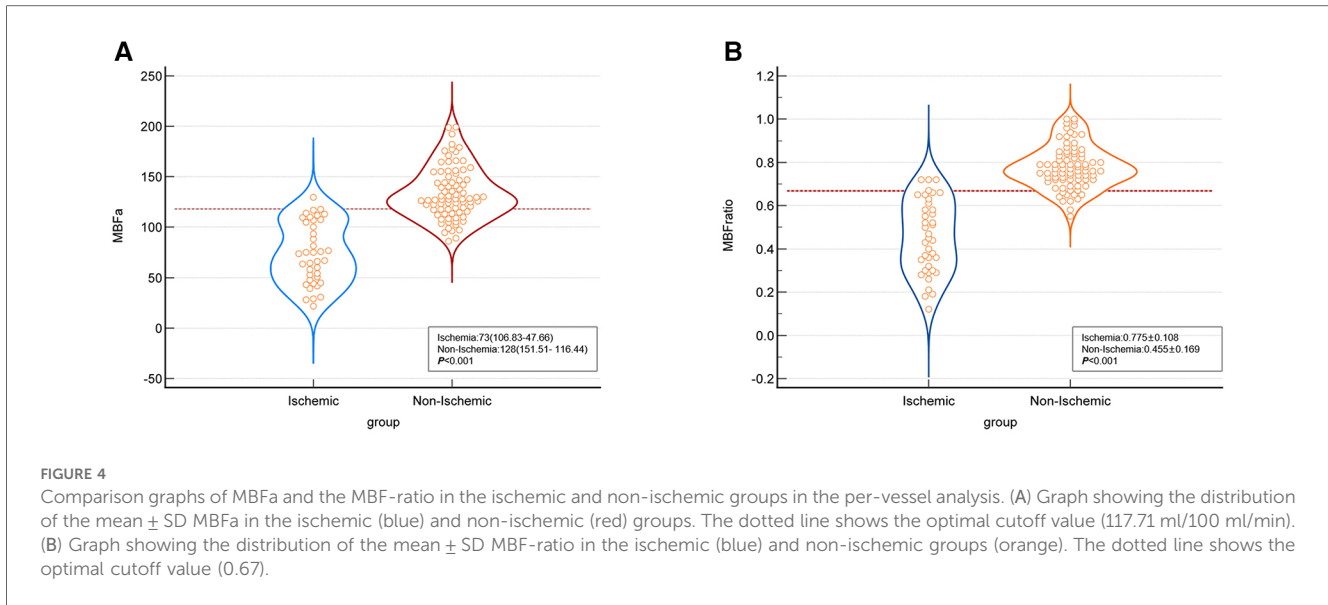 A
250
200
150
100
50
0
-50
MBFa
Ischemic
Non-Ischemic
group
Ischemia:73(106.83-47.66)
Non-Ischemia:128(151.51- 116.44)
P<0.001
B
1.2
1.0
0.8
0.6
0.4
0.2
0.0
-0.2
MBFratio
Ischemic
Non-Ischemic
group
Ischemia:0.775±0.108
Non-Ischemia:0.455±0.169
P<0.001
FIGURE 4
Comparison graphs of MBFa and the MBF-ratio in the ischemic and non-ischemic groups in the per-vessel analysis. (A) Graph showing the distribution
of the mean ± SD MBFa in the ischemic (blue) and non-ischemic (red) groups. The dotted line shows the optimal cutoff value (117.71 ml/100 ml/min).
(B) Graph showing the distribution of the mean ± SD MBF-ratio in the ischemic (blue) and non-ischemic groups (orange). The dotted line shows the
optimal cutoff value (0.67).